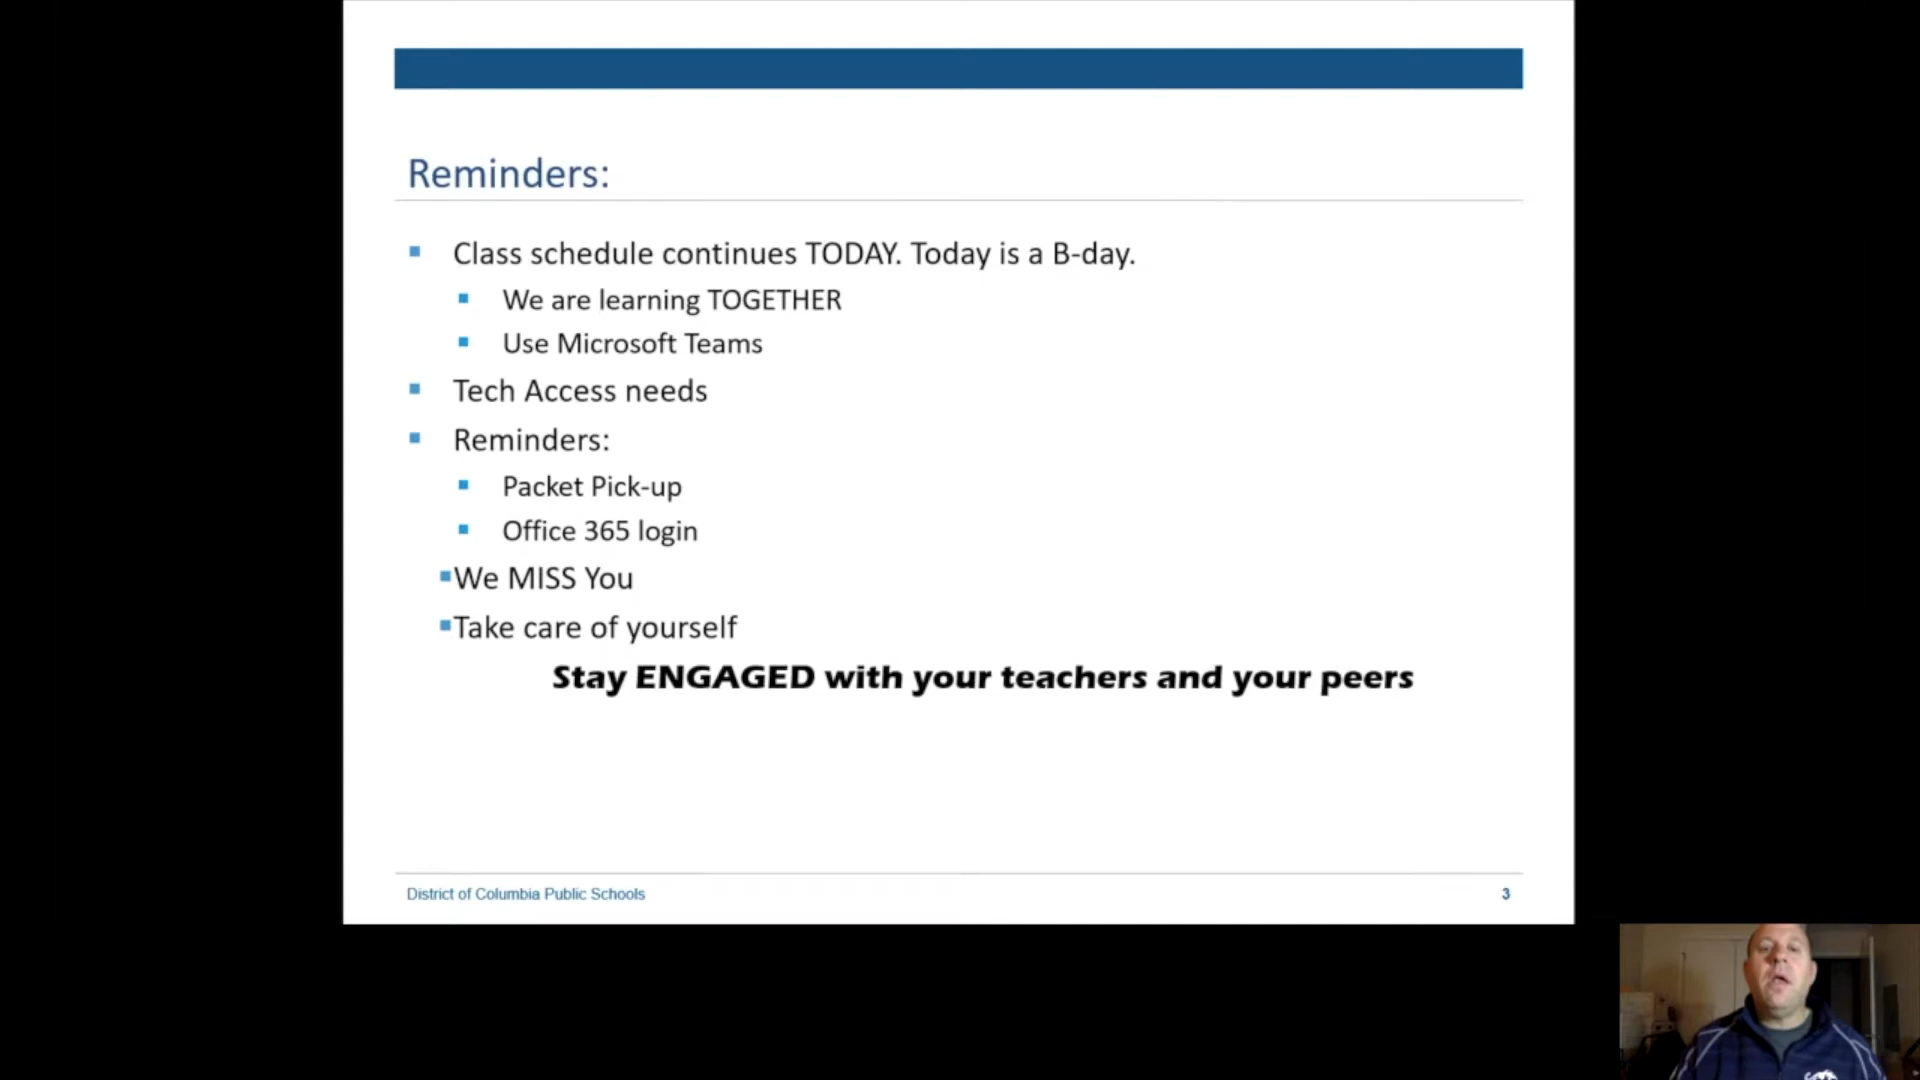 Reminders:
Class schedule continues TODAY. Today is a B-day.
We are learning TOGETHER
Use Microsoft Teams
Tech Access needs
Reminders:
Packet Pick-up
Office 365 login
We MISS You
Take care of yourself
Stay ENGAGED with your teachers and your peers
District of Columbia Public Schools
3